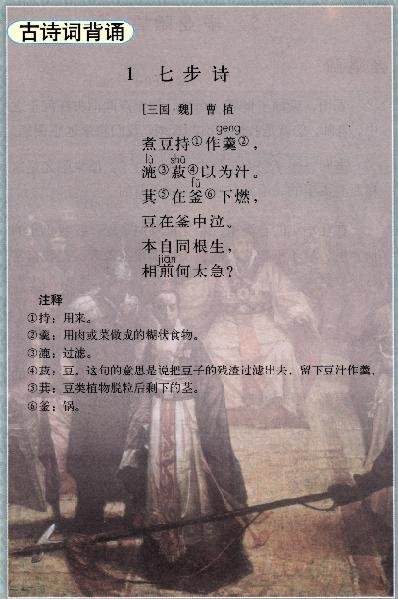 古诗词背诵
1 七步诗
[三国·魏] 曹植
gēng
煮豆持①作羹②，
lù shū
漉③菽④以为汁。
fǔ
萁⑤在釜⑥下燃，
豆在釜中泣。
本自同根生，
jiān
相煎何太急？
注释
①持：用来。
②羹：用肉或菜做成的糊状食物。
③漉：过滤。
④菽：豆。这句的意思是说把豆子的残渣过滤出去，留下豆汁作羹。
⑤萁：豆类植物脱粒后剩下的茎。
⑥釜：锅。